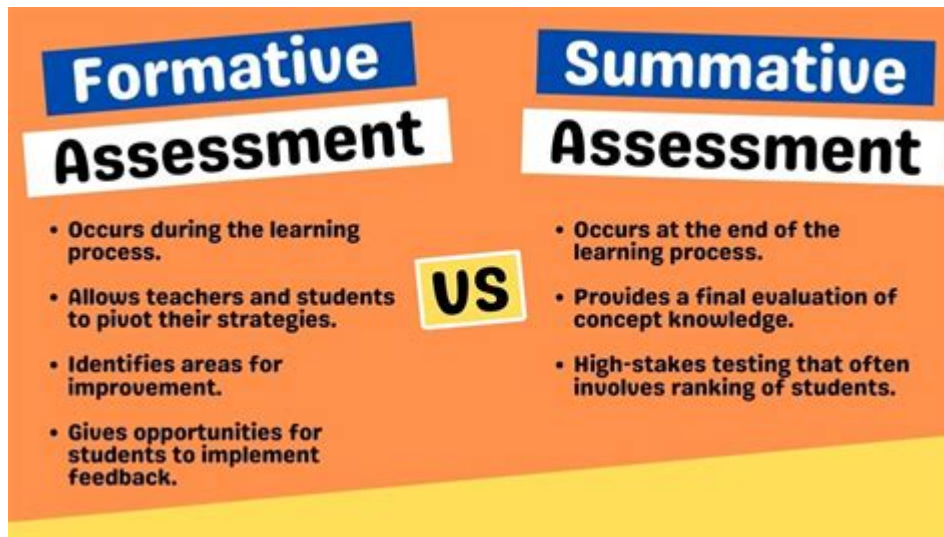 Formative
Assessment
• Occurs during the learning
process.
• Allows teachers and students
to pivot their strategies.
• Identifies areas for
improvement.
• Gives opportunities for
students to implement
feedback.
VS
Summative
Assessment
• Occurs at the end of the
learning process.
• Provides a final evaluation of
concept knowledge.
• High-stakes testing that often
involves ranking of students.